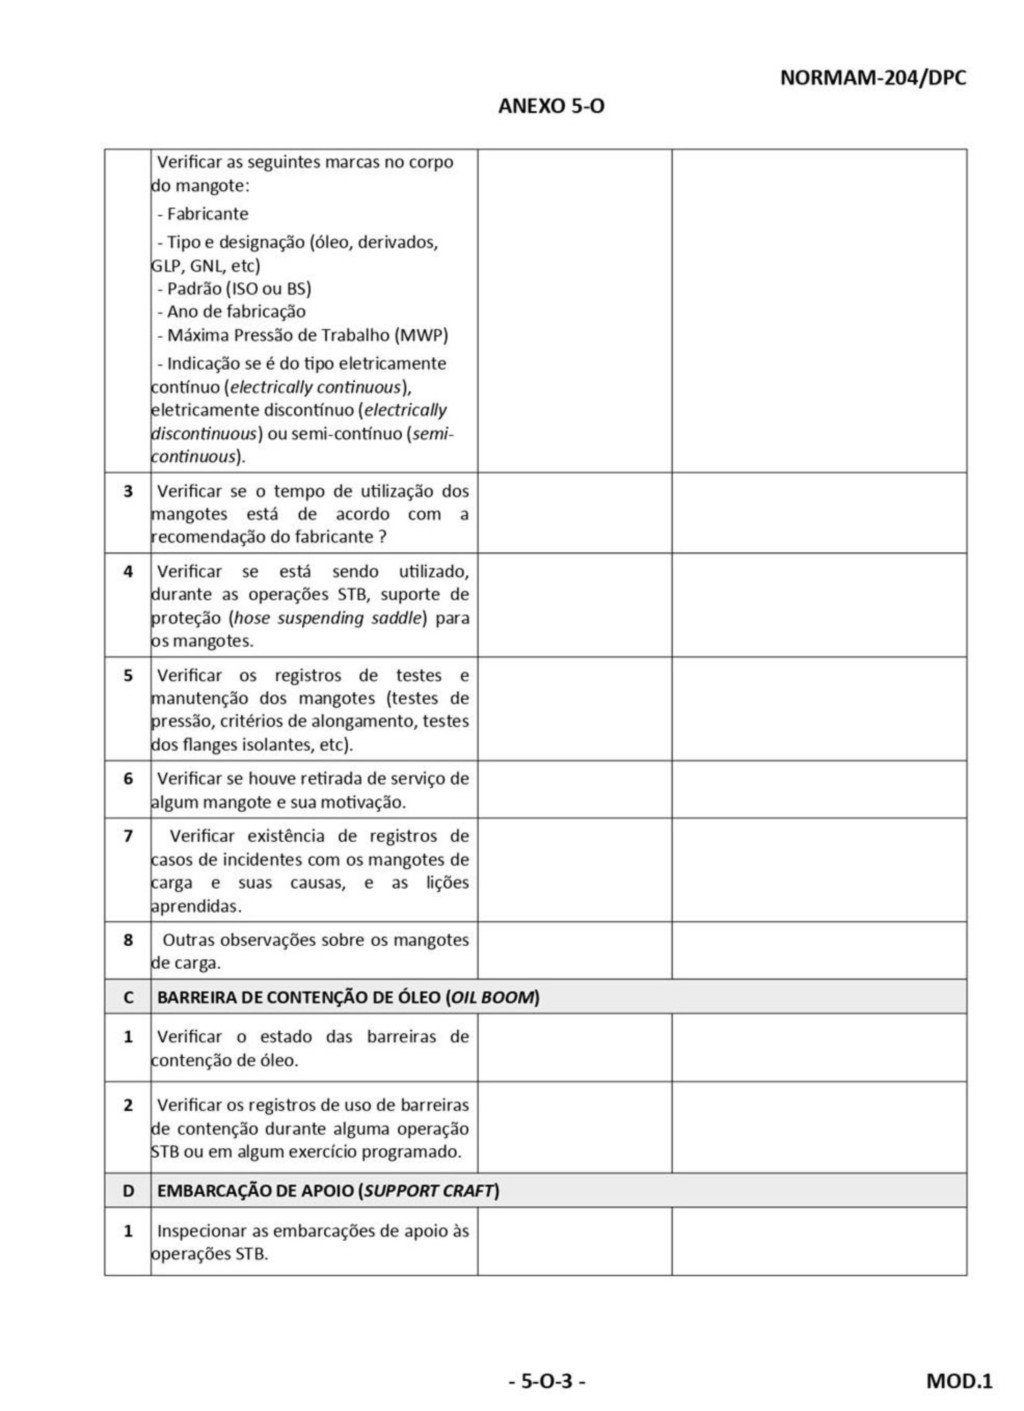 NORMAM-204/DPC
ANEXO 5-O
Verificar as seguintes marcas no corpo
do mangote:
- Fabricante
- Tipo e designação (óleo, derivados,
GLP, GNL, etc)
- Padrão (ISO ou BS)
- Ano de fabricação
- Máxima Pressão de Trabalho (MWP)
- Indicação se é do tipo eletricamente
contínuo (electrically continuous),
eletricamente discontínuo (electrically
discontinuous) ou semi-contínuo (semi-
continuous).
3 Verificar se o tempo de utilização dos
mangotes está de acordo com a
recomendação do fabricante ?
4 Verificar se está sendo utilizado,
durante as operações STB, suporte de
proteção (hose suspending saddle) para
os mangotes.
5 Verificar os registros de testes e
manutenção dos mangotes (testes de
pressão, critérios de alongamento, testes
dos flanges isolantes, etc).
6 Verificar se houve retirada de serviço de
algum mangote e sua motivação.
7 Verificar existência de registros de
casos de incidentes com os mangotes de
carga e suas causas, e as lições
aprendidas.
8 Outras observações sobre os mangotes
de carga.
C BARREIRA DE CONTENÇÃO DE ÓLEO (OIL BOOM)
1 Verificar o estado das barreiras de
contenção de óleo.
2 Verificar os registros de uso de barreiras
de contenção durante alguma operação
STB ou em algum exercício programado.
D EMBARCAÇÃO DE APOIO (SUPPORT CRAFT)
1 Inspecionar as embarcações de apoio às
operações STB.
- 5-O-3 -
MOD.1